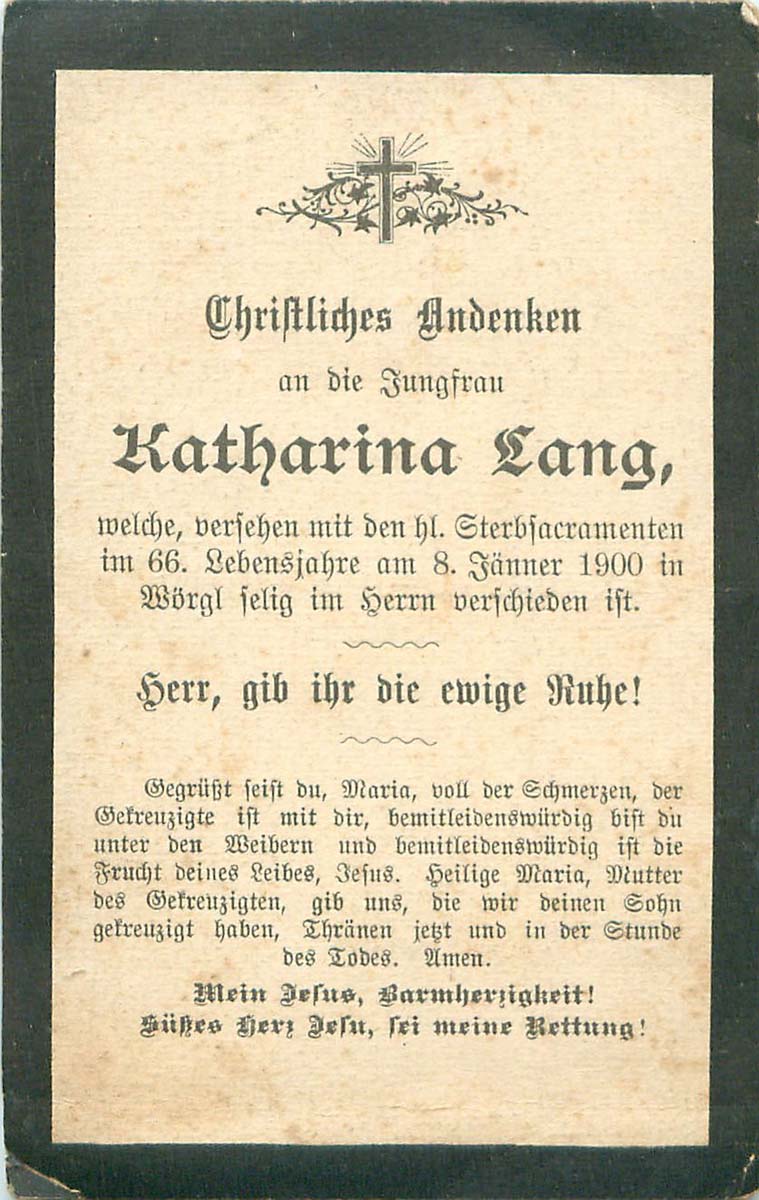 Christliches Andenken
an die Jungfrau
Katharina Lang,
welche, versehen mit den hl. Sterbsacramenten
im 66. Lebensjahre am 8. Jänner 1900 in
Wörgl selig im Herrn verschieden ist.
Herr, gib ihr die ewige Ruhe!
Gegrüßt seist du, Maria, voll der Schmerzen, der
Gekreuzigte ist mit dir, bemitleidenswürdig bist du
unter den Weibern und bemitleidenswürdig ist die
Frucht deines Leibes, Jesus. Heilige Maria, Mutter
des Gekreuzigten, gib uns, die wir deinen Sohn
gekreuzigt haben, Thränen jetzt und in der Stunde
des Todes. Amen.
Mein Jesus, Barmherzigkeit!
Süßes Herz Jesu, sei meine Rettung!